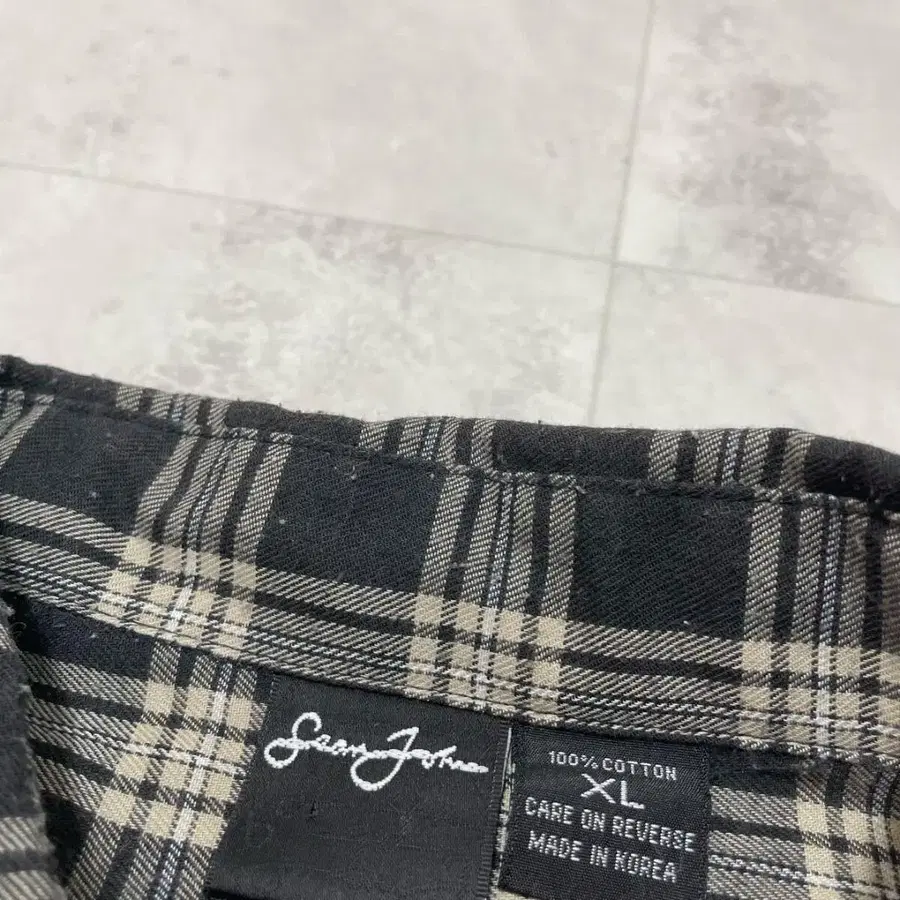 Sean John
100% COTTON
XL
CARE ON REVERSE
MADE IN KOREA